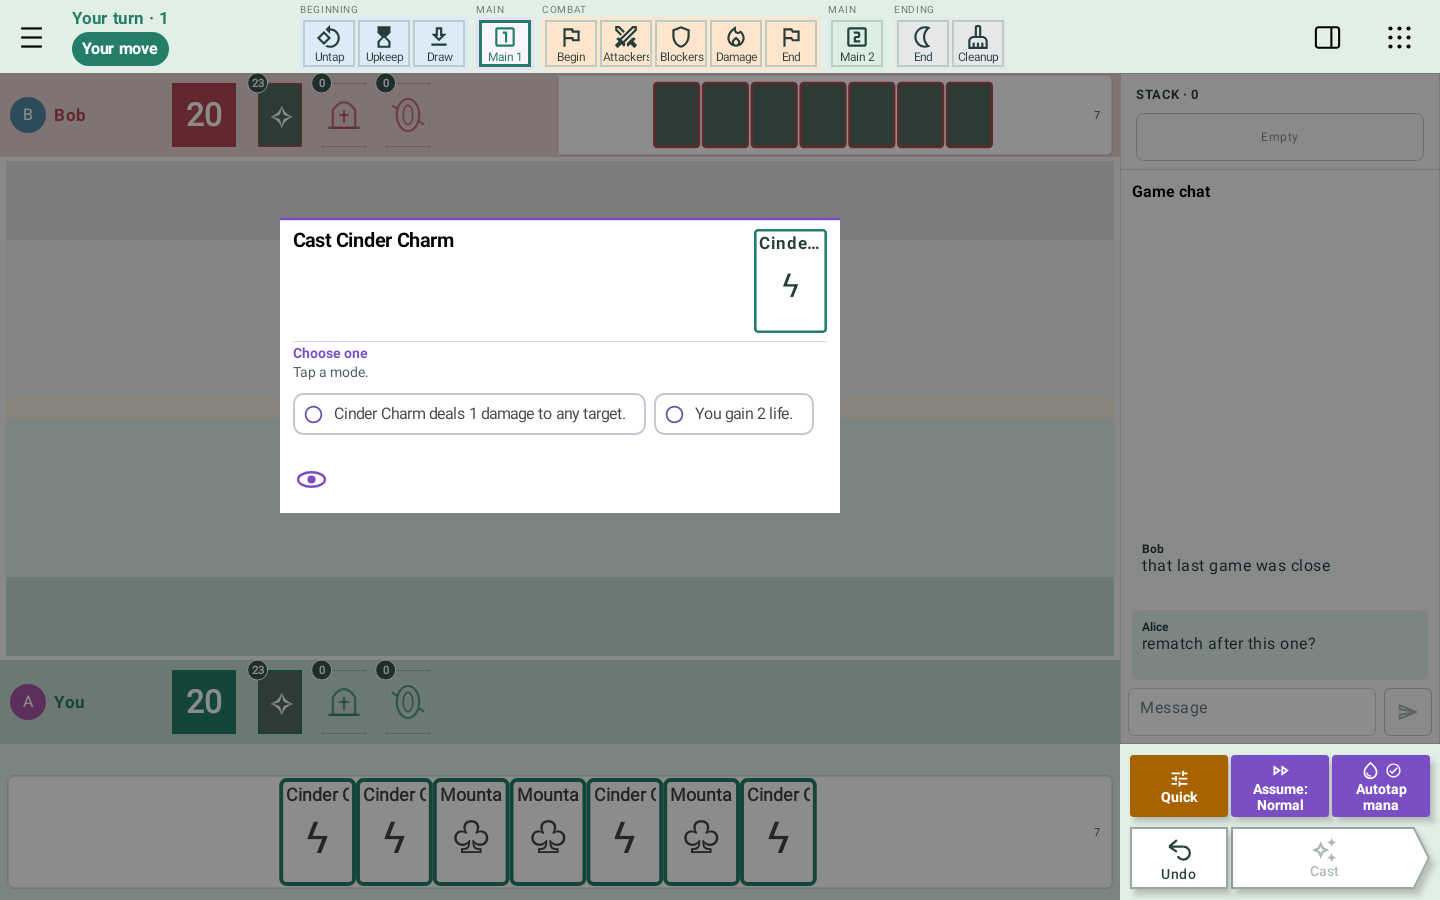 Your turn · 1
Your move
BEGINNING
Untap
Upkeep
Draw
MAIN
1
Main 1
COMBAT
Begin
Attackers
Blockers
Damage
End
MAIN
2
Main 2
ENDING
End
Cleanup
B
Bob
20
23
0
0
7
STACK · 0
Empty
Game chat
Cast Cinder Charm
Cinde...
Choose one
Tap a mode.
Cinder Charm deals 1 damage to any target.
You gain 2 life.
Bob
that last game was close
Alice
rematch after this one?
Message
A
You
20
23
0
0
Cinder C
Cinder C
Mounta
Mounta
Cinder C
Mounta
Cinder C
7
Quick
Assume:
Normal
Autotap
mana
Undo
Cast